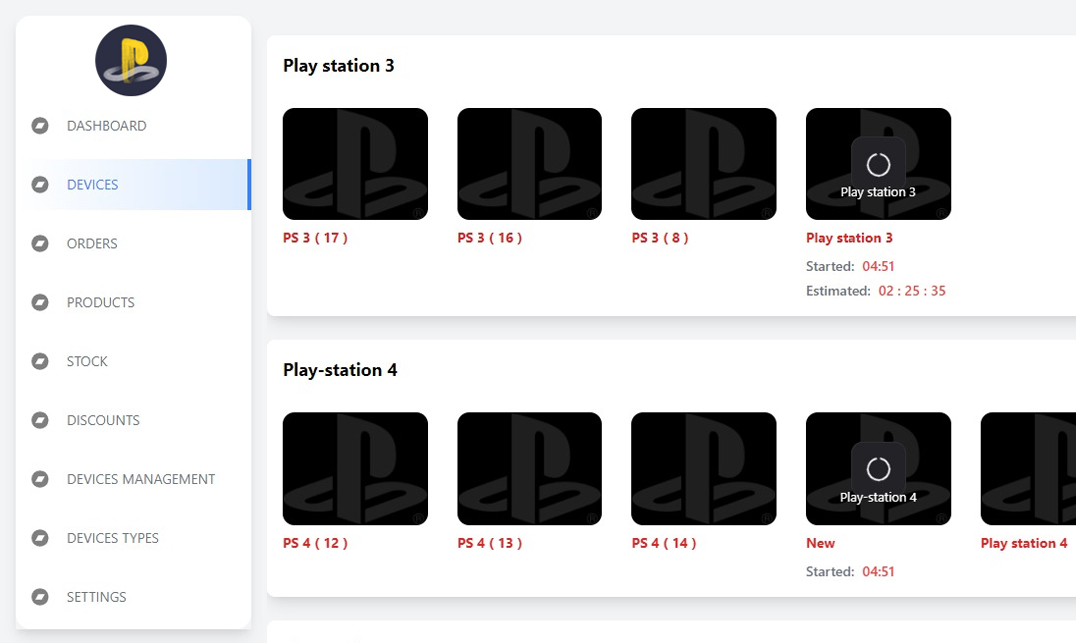 DASHBOARD
DEVICES
ORDERS
PRODUCTS
STOCK
DISCOUNTS
DEVICES MANAGEMENT
DEVICES TYPES
SETTINGS
Play station 3
Play station 3
PS 3 ( 17 )
PS 3 ( 16 )
PS 3 ( 8 )
Play station 3
Started: 04:51
Estimated: 02 : 25 : 35
Play-station 4
Play-station 4
PS 4 ( 12 )
PS 4 ( 13 )
PS 4 ( 14 )
New
Started: 04:51
Play station 4